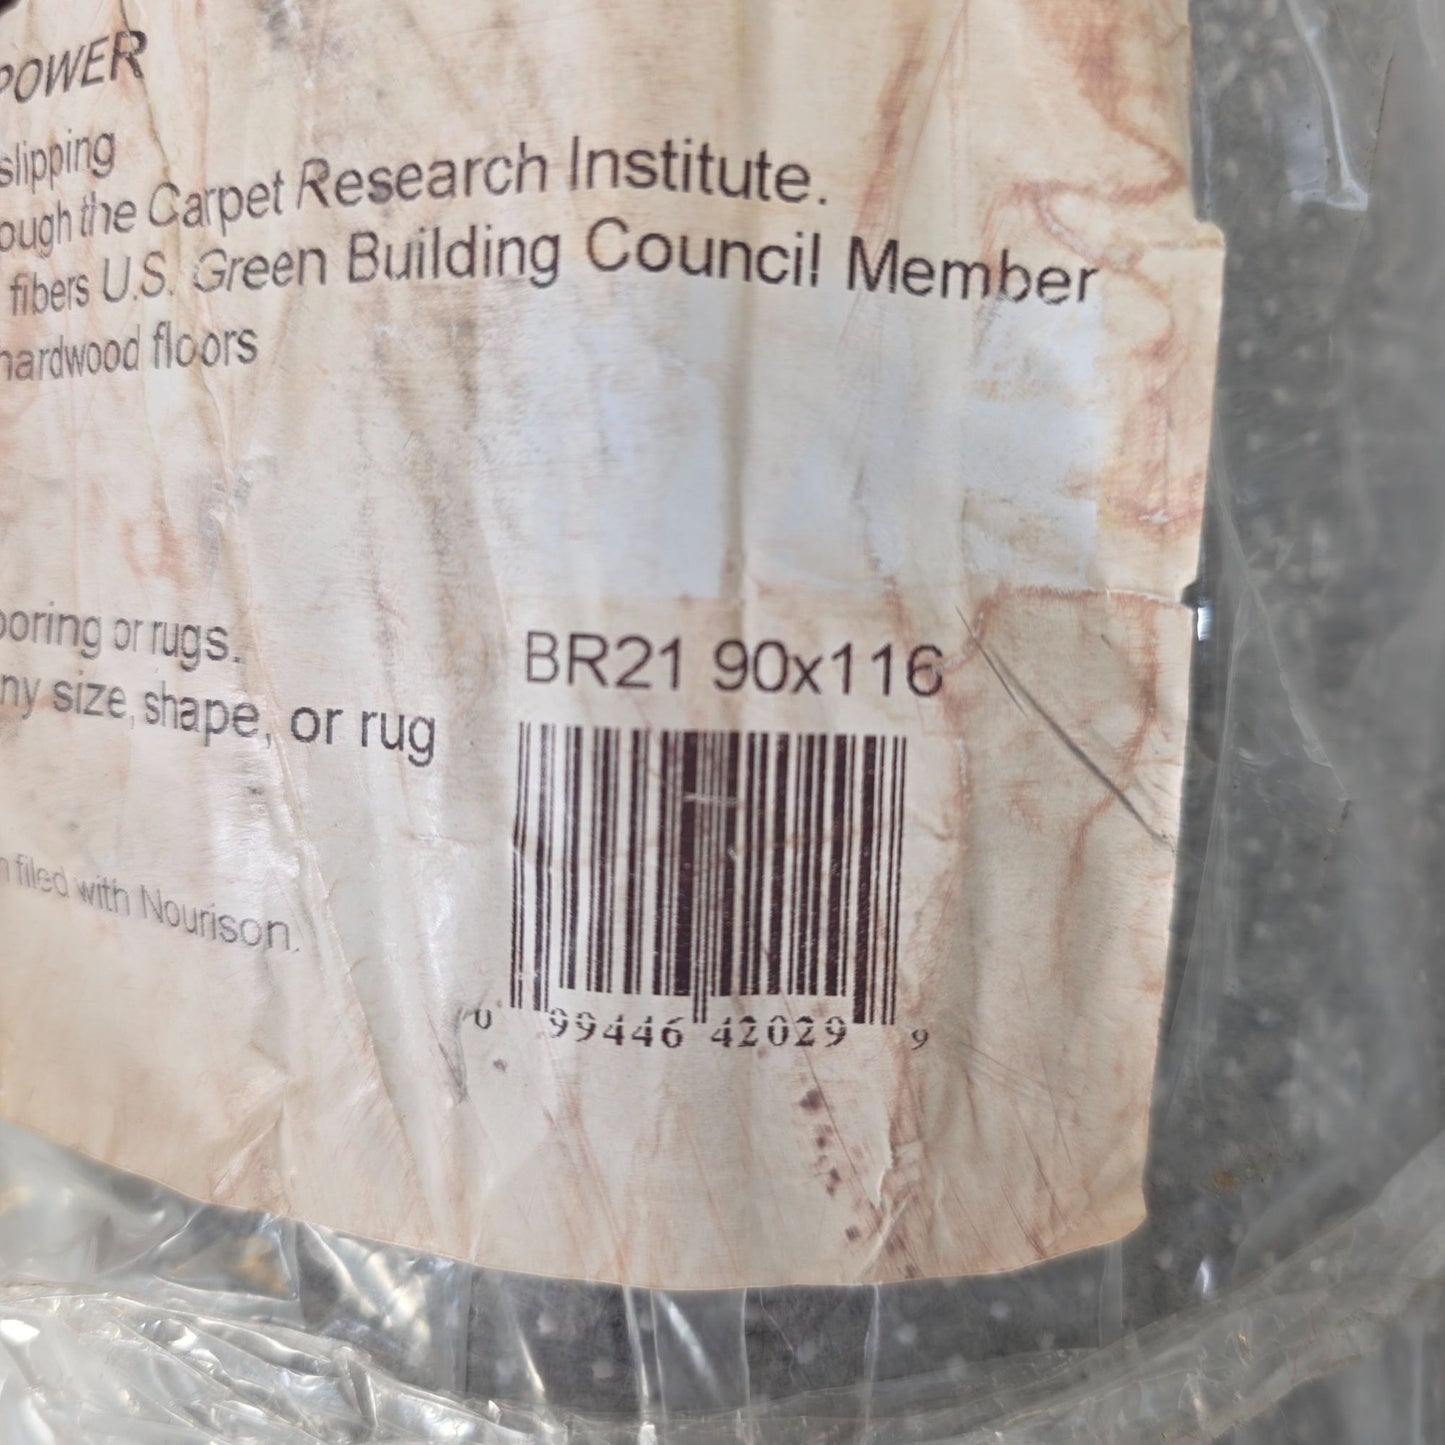 POWER
slipping
ough the Carpet Research Institute.
fibers U.S. Green Building Council Member
hardwood floors
ooring or rugs.
ny size, shape, or rug
BR21 90x116
0 99446 42029 9
n filed with Nourison.